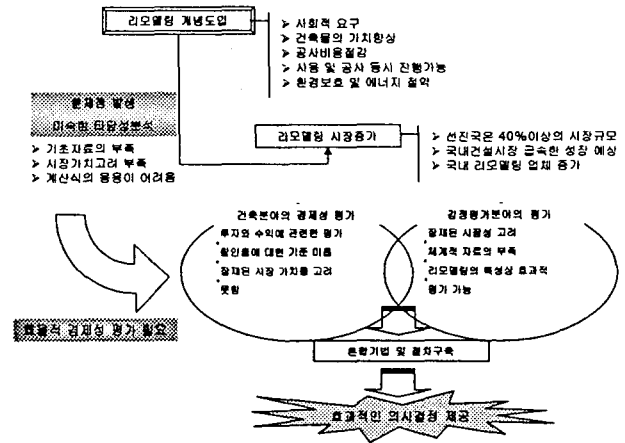 리모델링 개념도입
➢ 사회적 요구
➢ 건축물의 가치향상
➢ 공사비용절감
➢ 사용 및 공사 동시 진행가능
➢ 환경보호 및 에너지 절약
문제점 발생
미숙한 타당성분석
➢ 기초자료의 부족
➢ 시장가치고려 부족
➢ 계산식의 응용이 어려움
리모델링 시장증가
➢ 선진국은 40%이상의 시장규모
➢ 국내건설시장 급속한 성장 예상
➢ 국내 리모델링 업체 증가
건축분야의 경제성 평가
투자와 수익에 관련한 평가
할인율에 대한 기준 미흡
잠재된 시장 가치를 고려
못함
감정평가분야의 평가
잠재된 시장성 고려
체계적 자료의 부족
리모델링의 특성상 효과적
평가 가능
효율적 경제성 평가 필요
혼합기법 및 절차구축
효과적인 의사결정 제공